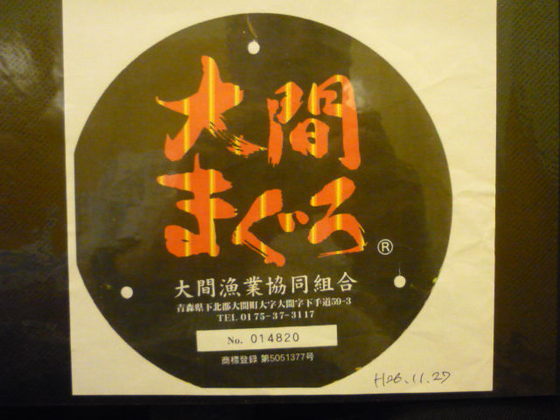 大間
まぐろ®
大間漁業協同組合
青森県下北郡大間町大字大間字下手道59-3
TEL 0175-37-3117
No. 014820
商標登録 第5051377号
H26.11.27